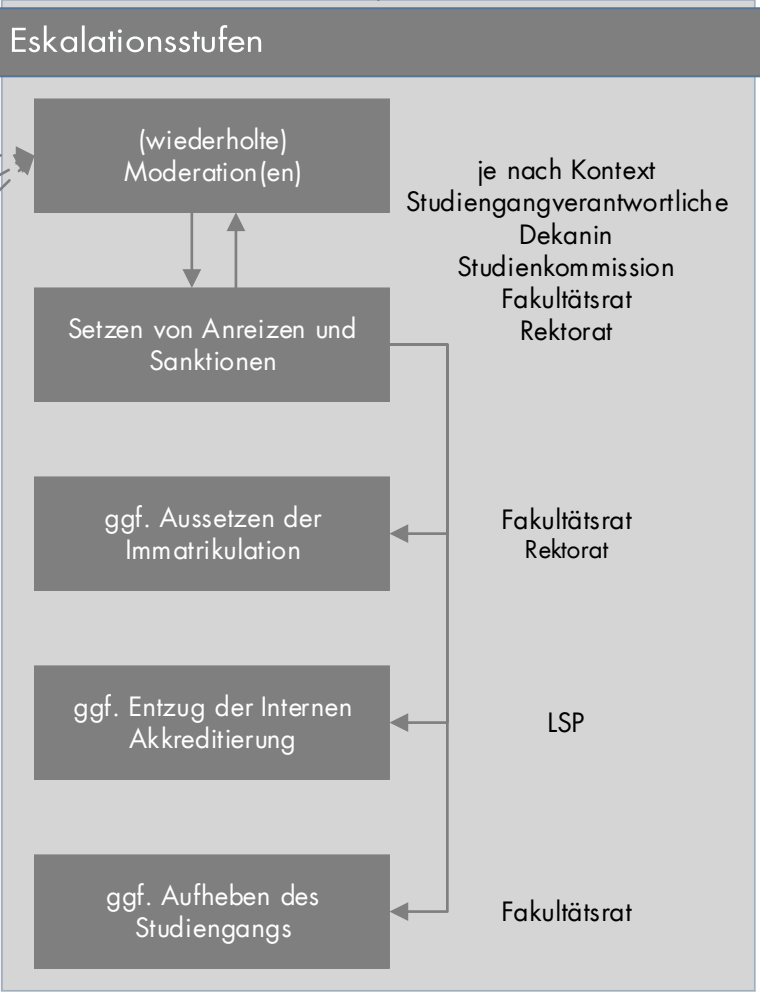 Eskalationsstufen
(wiederholte)
Moderation(en)
je nach Kontext
Studiengangverantwortliche
Dekanin
Studienkommission
Fakultätsrat
Rektorat
Setzen von Anreizen und
Sanktionen
ggf. Aussetzen der
Immatrikulation
Fakultätsrat
Rektorat
ggf. Entzug der Internen
Akkreditierung
LSP
ggf. Aufheben des
Studiengangs
Fakultätsrat